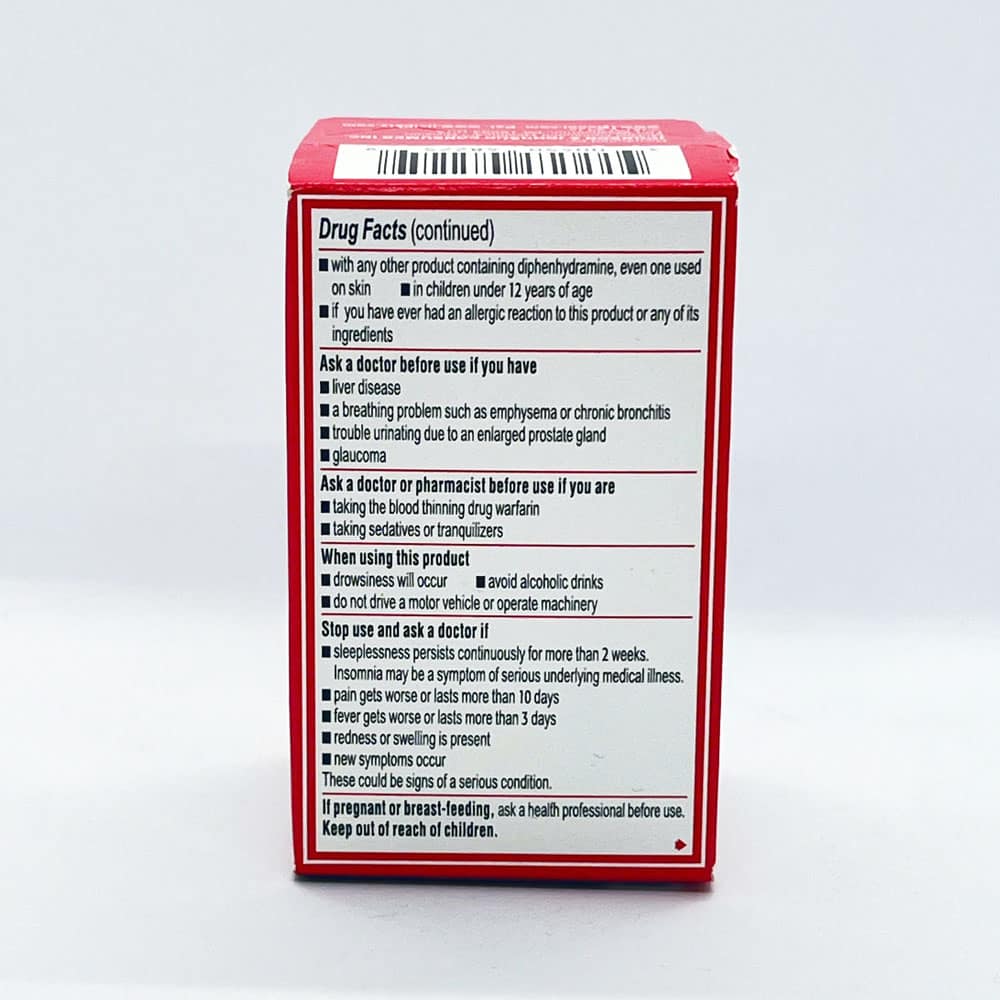 Drug Facts (continued)
■ with any other product containing diphenhydramine, even one used
on skin ■ in children under 12 years of age
■ if you have ever had an allergic reaction to this product or any of its
ingredients
Ask a doctor before use if you have
■ liver disease
■ a breathing problem such as emphysema or chronic bronchitis
■ trouble urinating due to an enlarged prostate gland
■ glaucoma
Ask a doctor or pharmacist before use if you are
■ taking the blood thinning drug warfarin
■ taking sedatives or tranquilizers
When using this product
■ drowsiness will occur ■ avoid alcoholic drinks
■ do not drive a motor vehicle or operate machinery
Stop use and ask a doctor if
■ sleeplessness persists continuously for more than 2 weeks.
Insomnia may be a symptom of serious underlying medical illness.
■ pain gets worse or lasts more than 10 days
■ fever gets worse or lasts more than 3 days
■ redness or swelling is present
■ new symptoms occur
These could be signs of a serious condition.
If pregnant or breast-feeding, ask a health professional before use.
Keep out of reach of children.